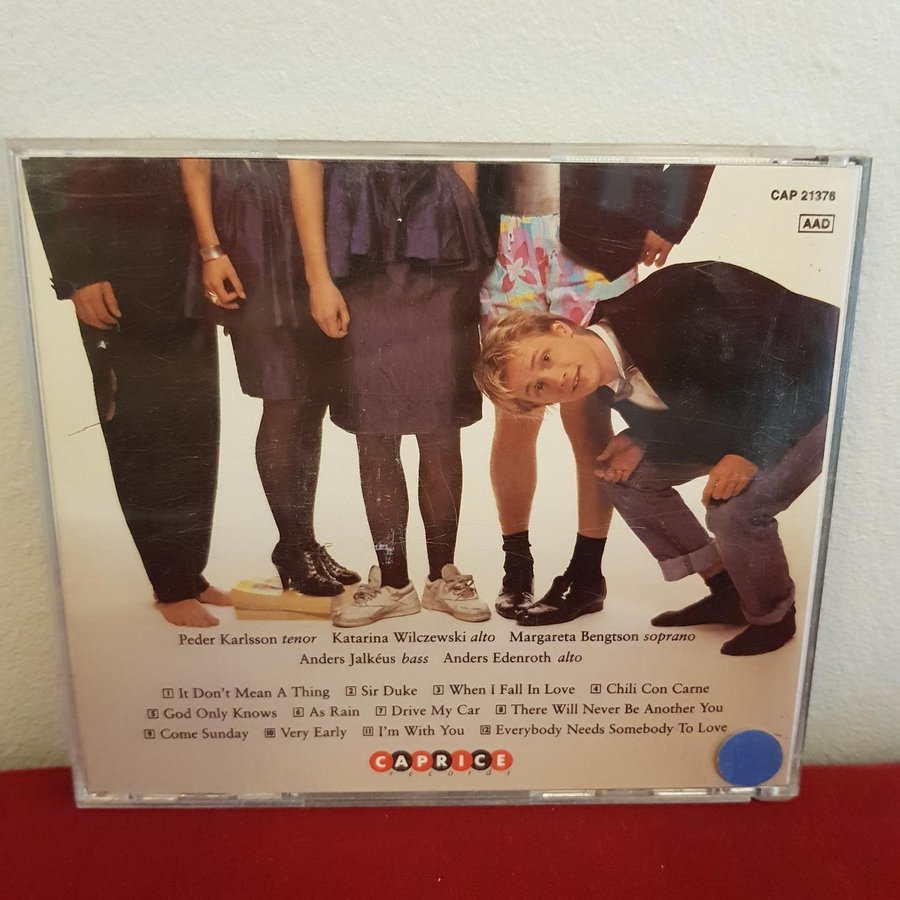 CAP 21376
AAD
Peder Karlsson tenor Katarina Wilczewski alto Margareta Bengtson soprano
Anders Jalkéus bass Anders Edenroth alto
1 It Don't Mean A Thing 2 Sir Duke 3 When I Fall In Love 4 Chili Con Carne
5 God Only Knows 6 As Rain 7 Drive My Car 8 There Will Never Be Another You
9 Come Sunday 10 Very Early 11 I'm With You 12 Everybody Needs Somebody To Love
CAPRICE
records